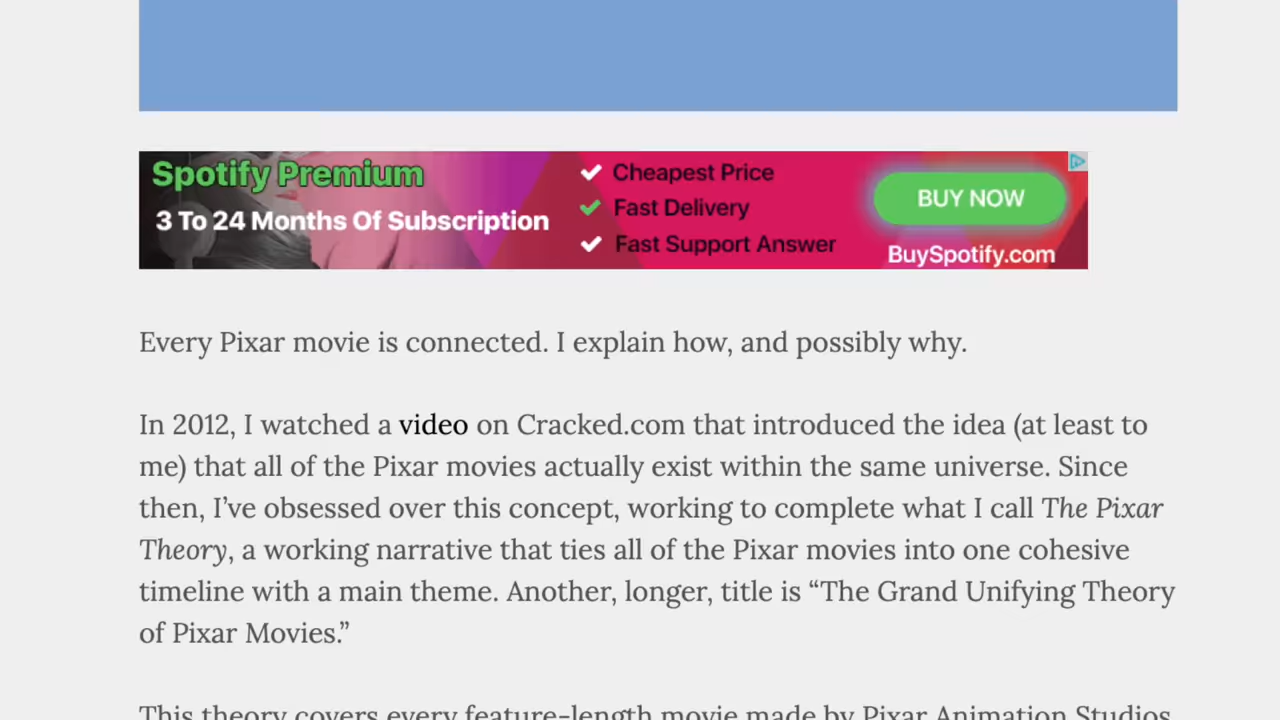 Spotify Premium
3 To 24 Months Of Subscription
Cheapest Price
Fast Delivery
Fast Support Answer
BUY NOW
BuySpotify.com
Every Pixar movie is connected. I explain how, and possibly why.
In 2012, I watched a video on Cracked.com that introduced the idea (at least to
me) that all of the Pixar movies actually exist within the same universe. Since
then, I’ve obsessed over this concept, working to complete what I call The Pixar
Theory, a working narrative that ties all of the Pixar movies into one cohesive
timeline with a main theme. Another, longer, title is “The Grand Unifying Theory
of Pixar Movies.”
This theory covers every feature-length movie made by Pixar Animation Studios